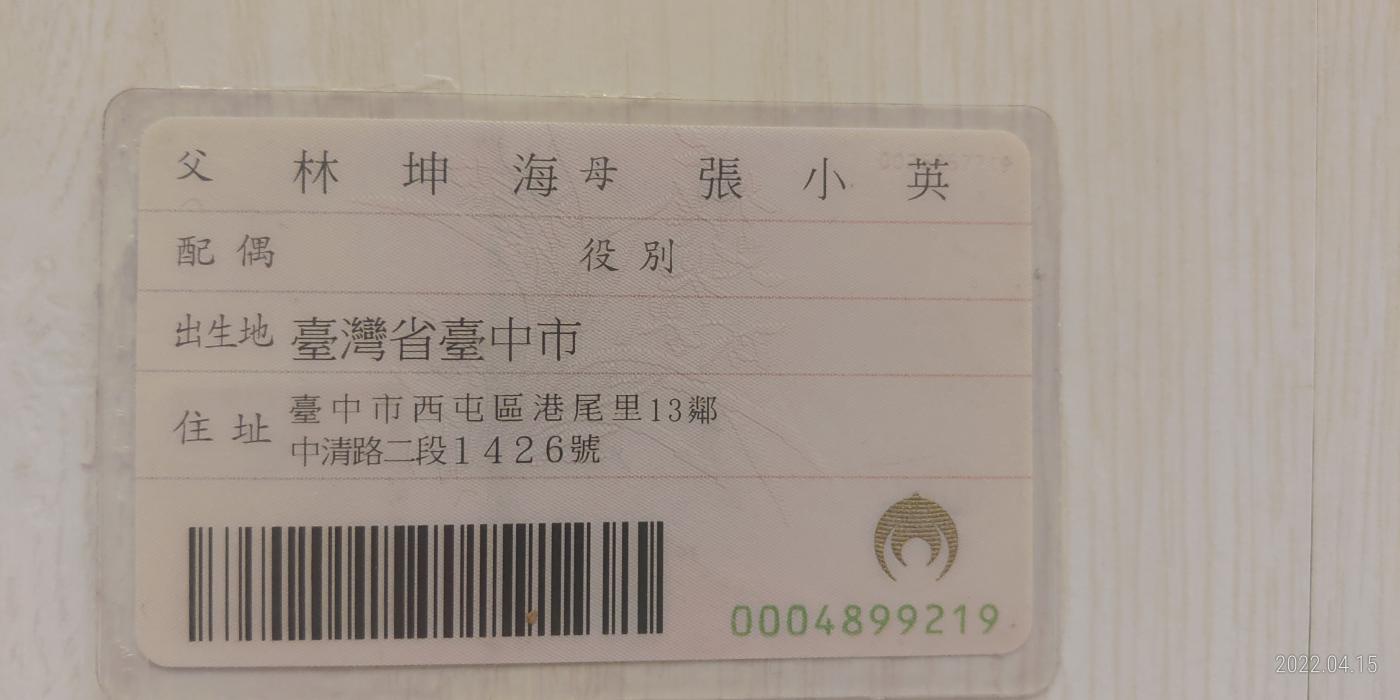 父 林坤海 母 張小英
配偶 役別
出生地 臺灣省臺中市
住址 臺中市西屯區港尾里13鄰
中清路二段1426號
0004899219
2022.04.15